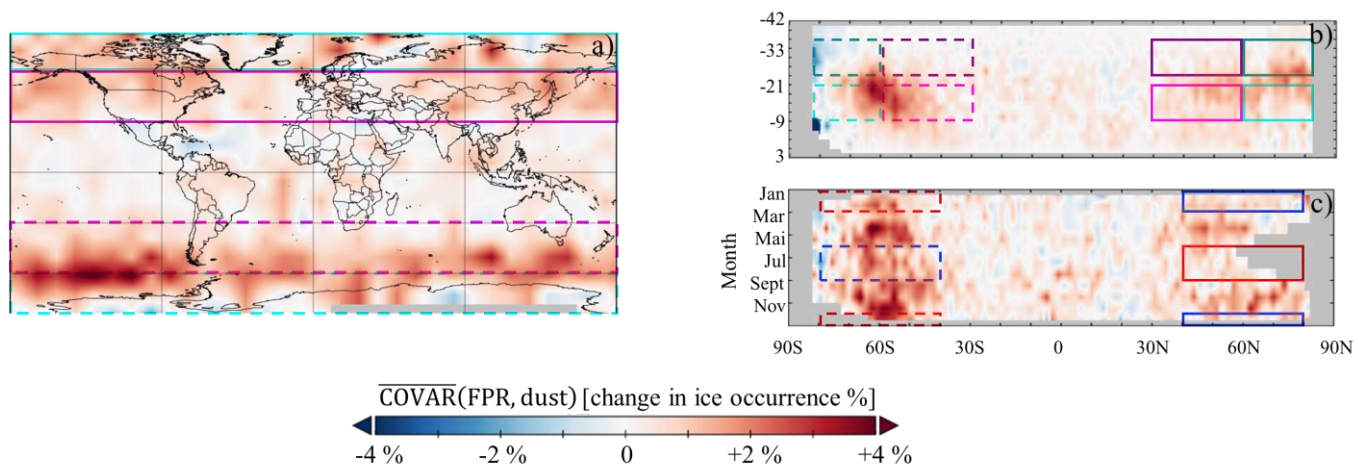 a)
b)
-42
-33
-21
-9
3
c)
Jan
Mar
Mai
Jul
Sept
Nov
Month
90S 60S 30S 0 30N 60N 90N
COVAR(FPR, dust) [change in ice occurrence %]
-4 % -2 % 0 +2 % +4 %